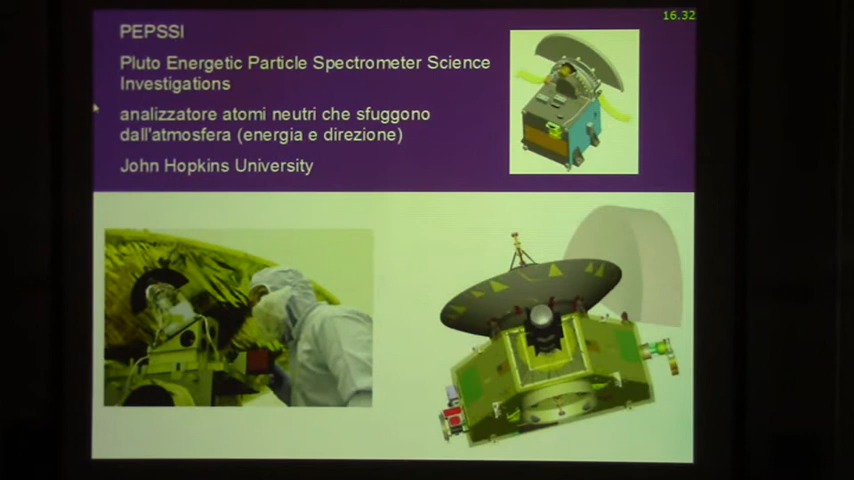 16.32
PEPSSI
Pluto Energetic Particle Spectrometer Science
Investigations
analizzatore atomi neutri che sfuggono
dall'atmosfera (energia e direzione)
John Hopkins University